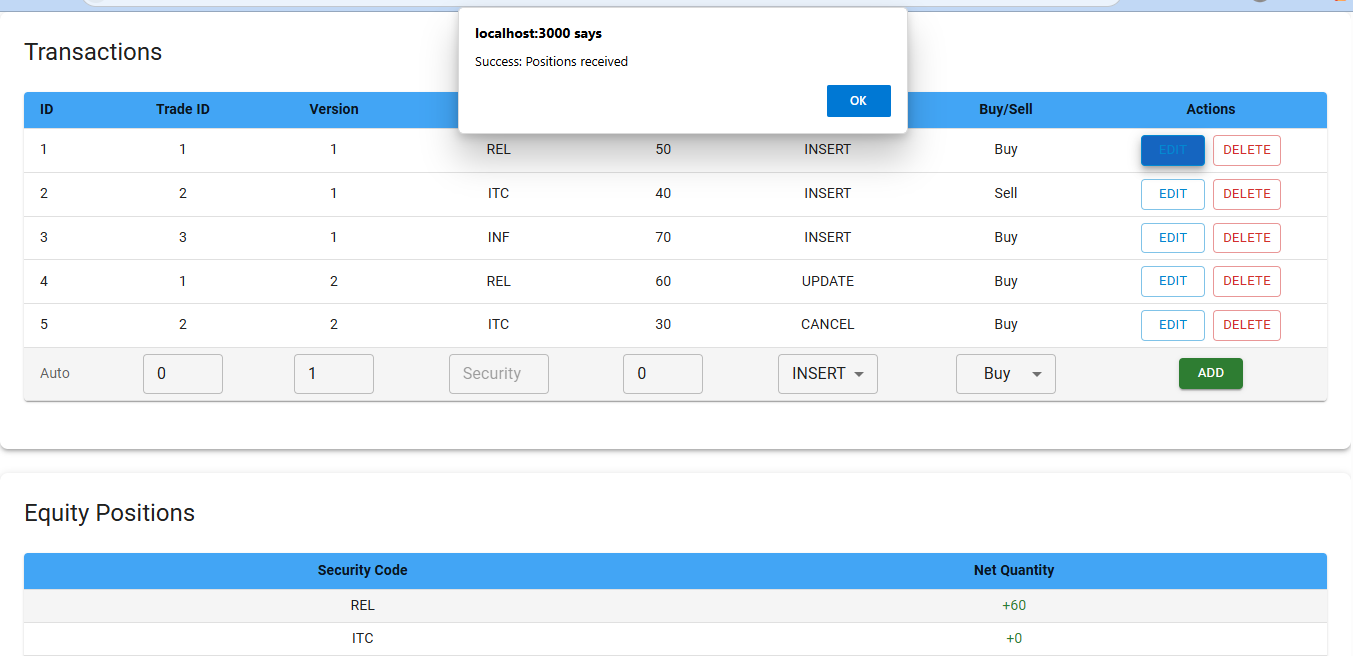 localhost:3000 says
Success: Positions received
OK
Transactions
ID Trade ID Version Buy/Sell Actions
1 1 1 REL 50 INSERT Buy EDIT DELETE
2 2 1 ITC 40 INSERT Sell EDIT DELETE
3 3 1 INF 70 INSERT Buy EDIT DELETE
4 1 2 REL 60 UPDATE Buy EDIT DELETE
5 2 2 ITC 30 CANCEL Buy EDIT DELETE
Auto 0 1 Security 0 INSERT Buy ADD
Equity Positions
Security Code Net Quantity
REL +60
ITC +0